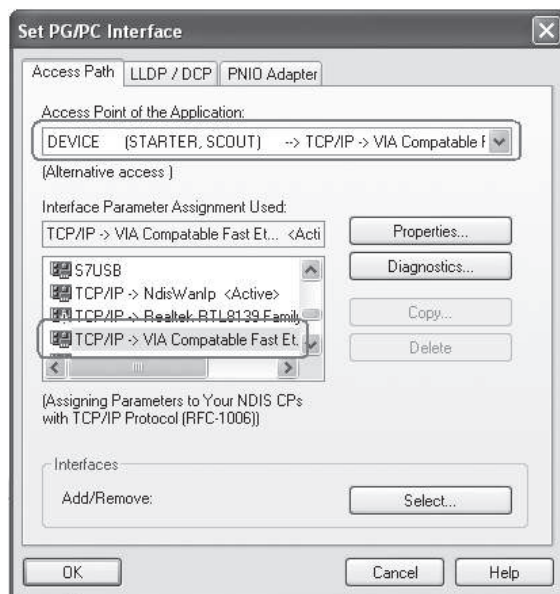 Set PG/PC Interface
Access Path LLDP / DCP PNIO Adapter
Access Point of the Application:
DEVICE (STARTER, SCOUT) --> TCP/IP -> VIA Compatable F
(Alternative access )
Interface Parameter Assignment Used:
TCP/IP -> VIA Compatable Fast Et... <Acti
Properties...
S7USB
Diagnostics...
TCP/IP -> NdisWanIp <Active>
TCP/IP -> Realtek RTL8139 Family
Copy...
TCP/IP -> VIA Compatable Fast Et.
Delete
(Assigning Parameters to Your NDIS CPs
with TCP/IP Protocol (RFC-1006))
Interfaces
Add/Remove:
Select...
OK Cancel Help